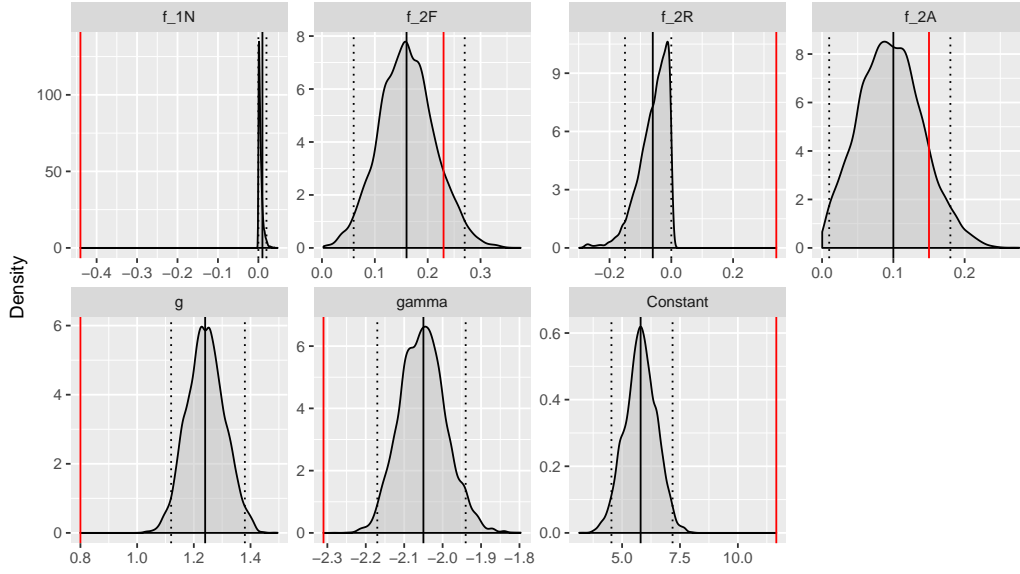 f_1N f_2F f_2R f_2A
0 50 100
−0.4 −0.3 −0.2 −0.1 0.0
0 2 4 6 8
0.0 0.1 0.2 0.3
0 3 6 9
−0.2 0.0 0.2
0 2 4 6 8
0.0 0.1 0.2
Density
g gamma Constant
0 2 4 6
0.8 1.0 1.2 1.4
0 2 4 6
−2.3 −2.2 −2.1 −2.0 −1.9 −1.8
0.0 0.2 0.4 0.6
5.0 7.5 10.0